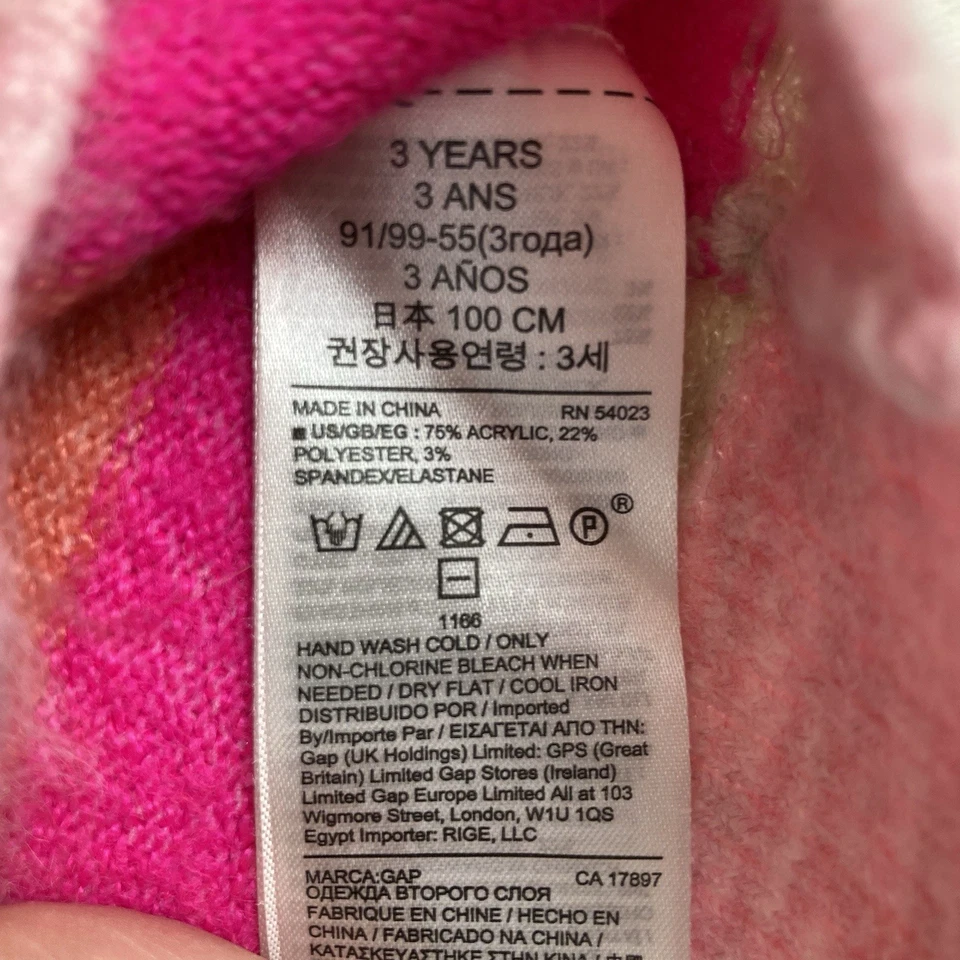 3 YEARS
3 ANS
91/99-55(3года)
3 AÑOS
日本 100 CM
권장사용연령 : 3세
MADE IN CHINA RN 54023
US/GB/EG : 75% ACRYLIC, 22%
POLYESTER, 3%
SPANDEX/ELASTANE
P ®
1166
HAND WASH COLD / ONLY
NON-CHLORINE BLEACH WHEN
NEEDED / DRY FLAT / COOL IRON
DISTRIBUIDO POR / Imported
By/Importe Par / ΕΙΣΑΓΕΤΑΙ ΑΠΟ ΤΗΝ:
Gap (UK Holdings) Limited: GPS (Great
Britain) Limited Gap Stores (Ireland)
Limited Gap Europe Limited All at 103
Wigmore Street, London, W1U 1QS
Egypt Importer: RIGE, LLC
MARCA:GAP CA 17897
ОДЕЖДА ВТОРОГО СЛОЯ
FABRIQUE EN CHINE / HECHO EN
CHINA / FABRICADO NA CHINA /
ΚΑΤΑΣΚΕΥΑΣΤΗΚΕ ΣΤΗΝ ΚΙΝΑ / 中国